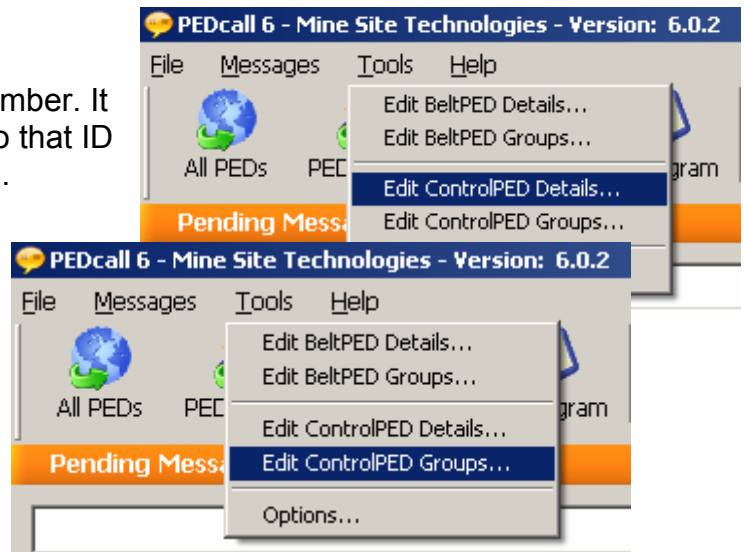 PEDcall 6 - Mine Site Technologies - Version: 6.0.2
File Messages Tools Help
mber. It
o that ID
.
Edit BeltPED Details...
Edit BeltPED Groups...
All PEDs PED gram
Edit ControlPED Details...
Edit ControlPED Groups...
Pending Messa
PEDcall 6 - Mine Site Technologies - Version: 6.0.2
File Messages Tools Help
Edit BeltPED Details...
Edit BeltPED Groups...
All PEDs PED gram
Edit ControlPED Details...
Edit ControlPED Groups...
Pending Messa
Options...